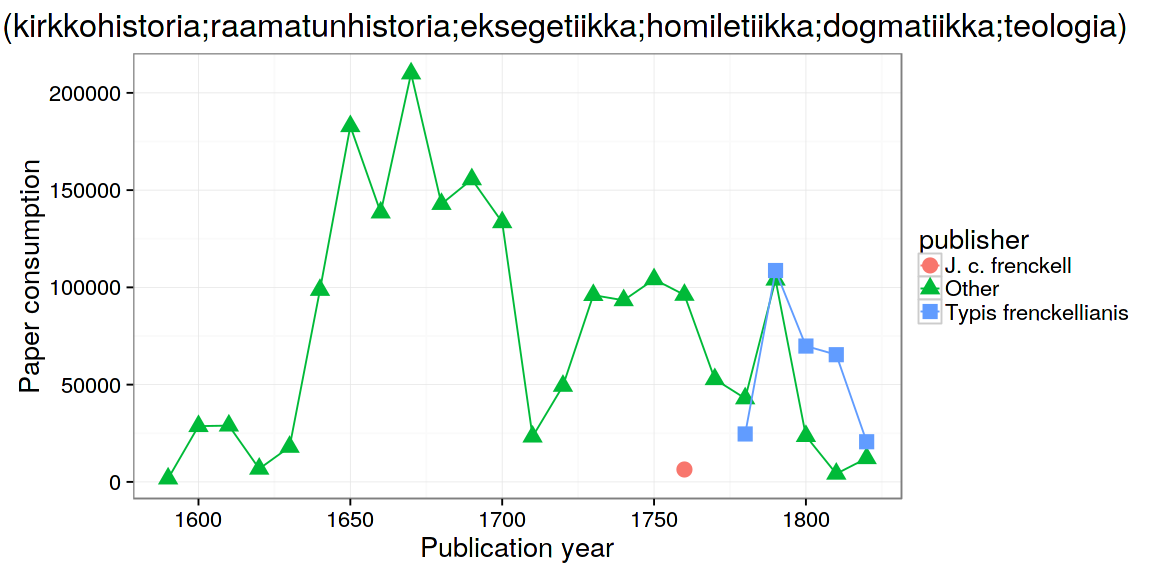 (kirkkohistoria;raamatunhistoria;eksegetiikka;homiletiikka;dogmatiikka;teologia)
Paper consumption
200000
150000
100000
50000
0
1600 1650 1700 1750 1800
Publication year
publisher
J. c. frenckell
Other
Typis frenckellianis